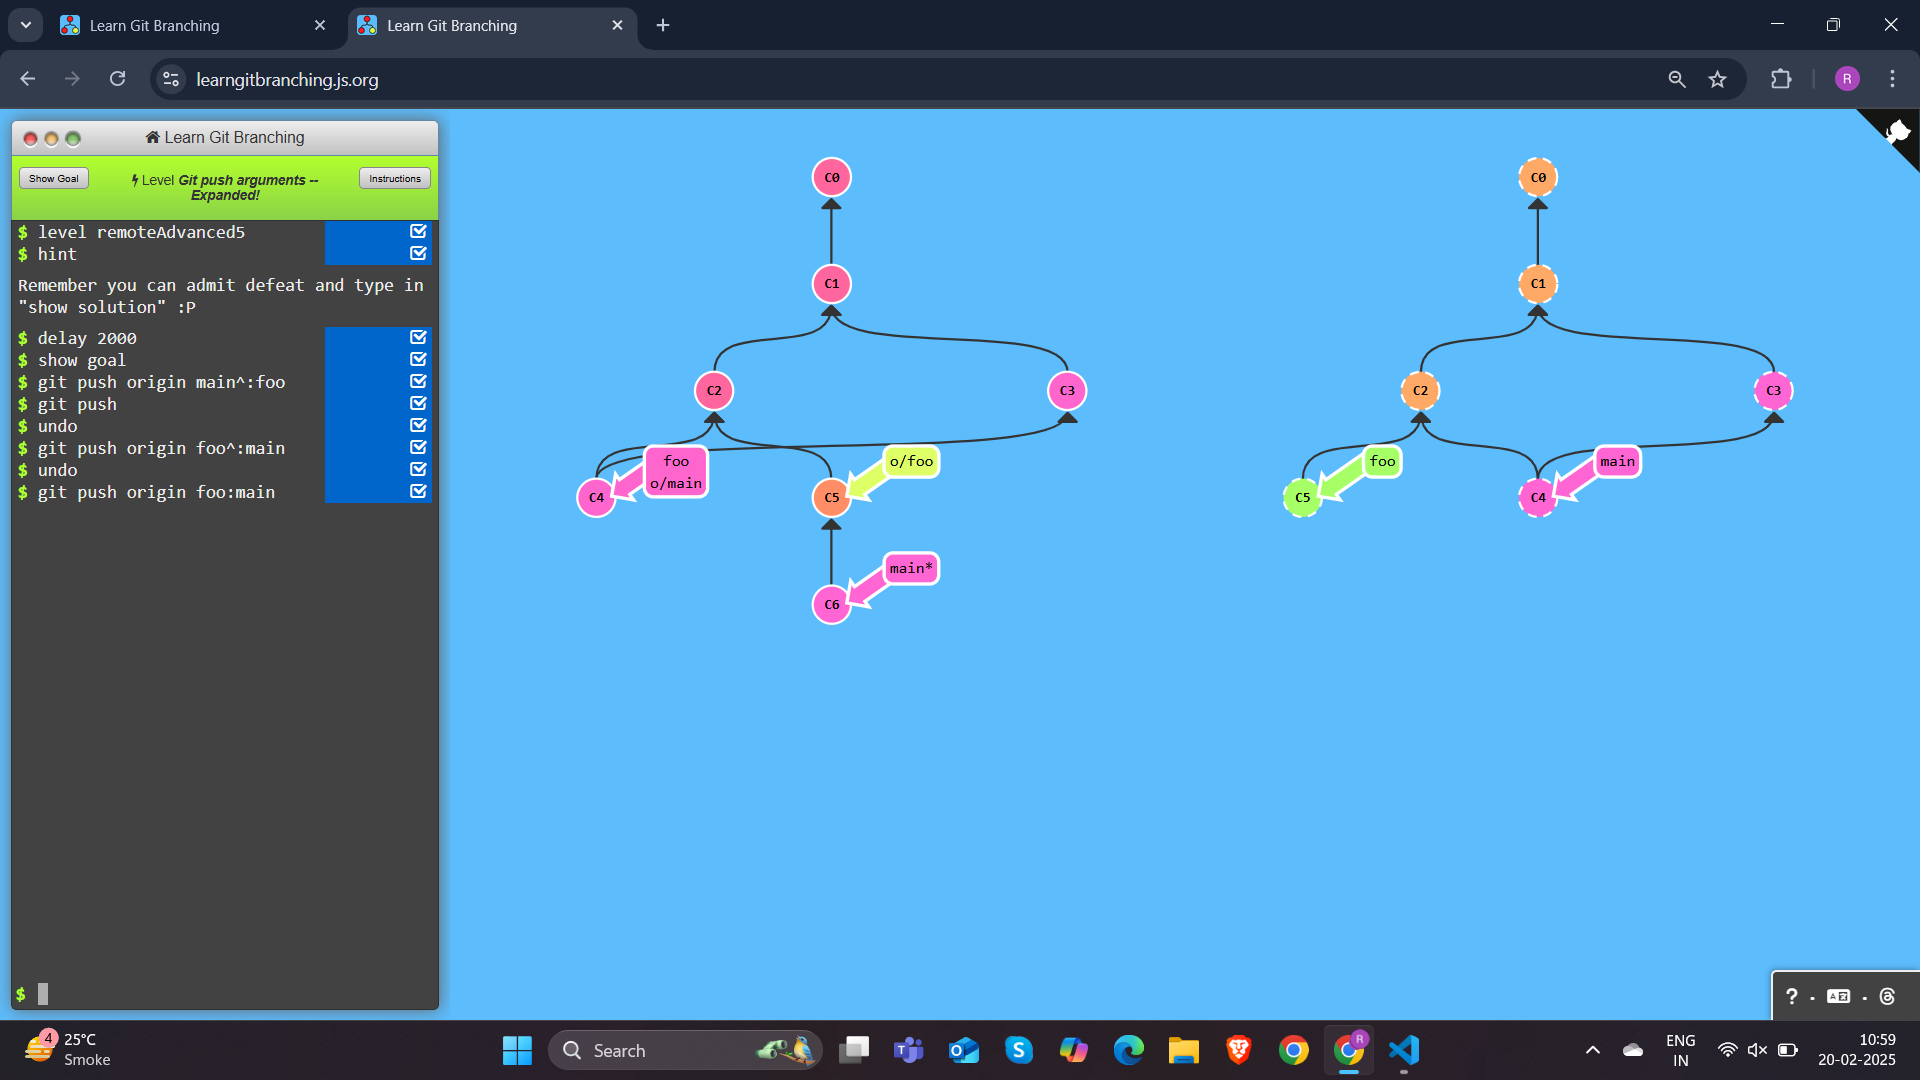 Learn Git Branching
Learn Git Branching
learngitbranching.js.org
R
Learn Git Branching
Show Goal
Level Git push arguments --
Expanded!
Instructions
$ level remoteAdvanced5
$ hint
Remember you can admit defeat and type in
"show solution" :P
$ delay 2000
$ show goal
$ git push origin main^:foo
$ git push
$ undo
$ git push origin foo^:main
$ undo
$ git push origin foo:main
$
C0
C1
C2
C3
foo
o/main
C4
o/foo
C5
main*
C6
C0
C1
C2
C3
foo
C5
main
C4
?
4
25°C
Smoke
Search
R
ENG
IN
10:59
20-02-2025